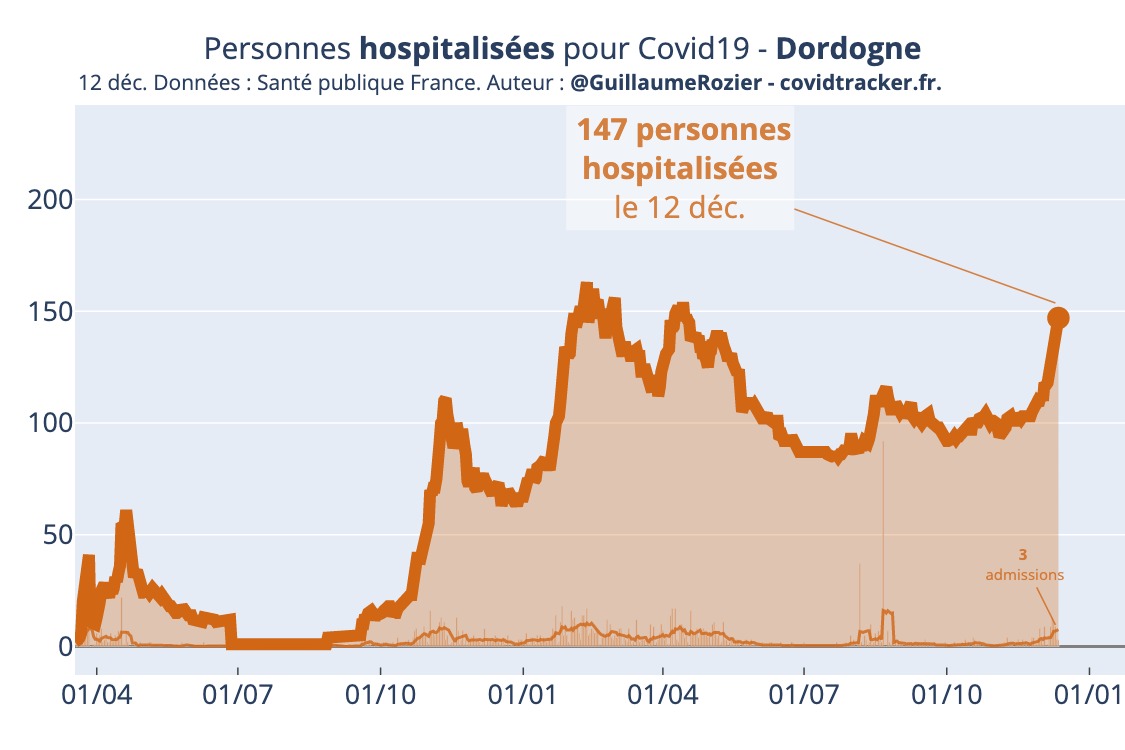 Personnes hospitalisées pour Covid19 - Dordogne
12 déc. Données : Santé publique France. Auteur : @GuillaumeRozier - covidtracker.fr.
147 personnes
hospitalisées
le 12 déc.
200
150
100
50
0
3
admissions
01/04 01/07 01/10 01/01 01/04 01/07 01/10 01/01